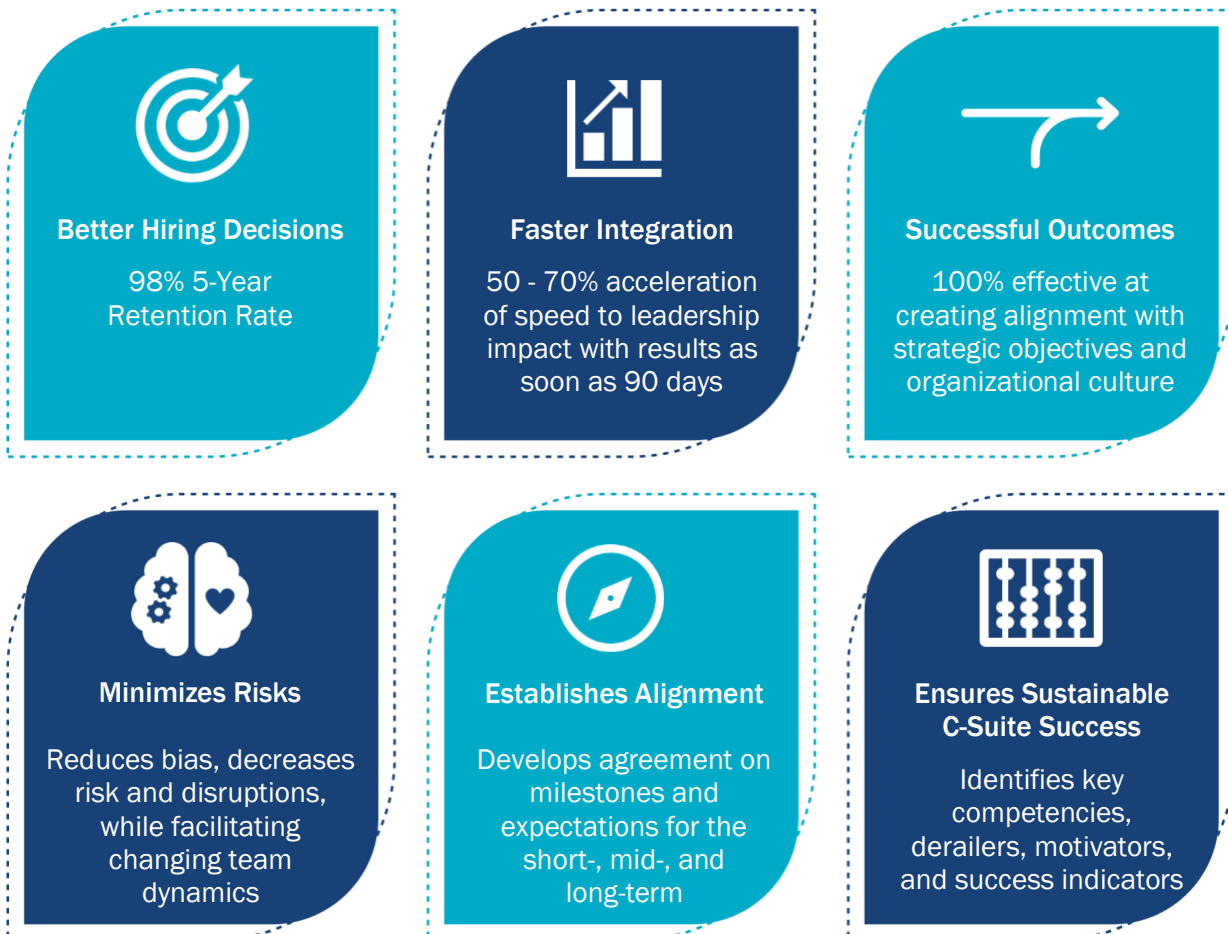 Better Hiring Decisions
98% 5-Year
Retention Rate
Faster Integration
50 - 70% acceleration
of speed to leadership
impact with results as
soon as 90 days
Successful Outcomes
100% effective at
creating alignment with
strategic objectives and
organizational culture
Minimizes Risks
Reduces bias, decreases
risk and disruptions,
while facilitating
changing team
dynamics
Establishes Alignment
Develops agreement on
milestones and
expectations for the
short-, mid-, and
long-term
Ensures Sustainable
C-Suite Success
Identifies key
competencies,
derailers, motivators,
and success indicators